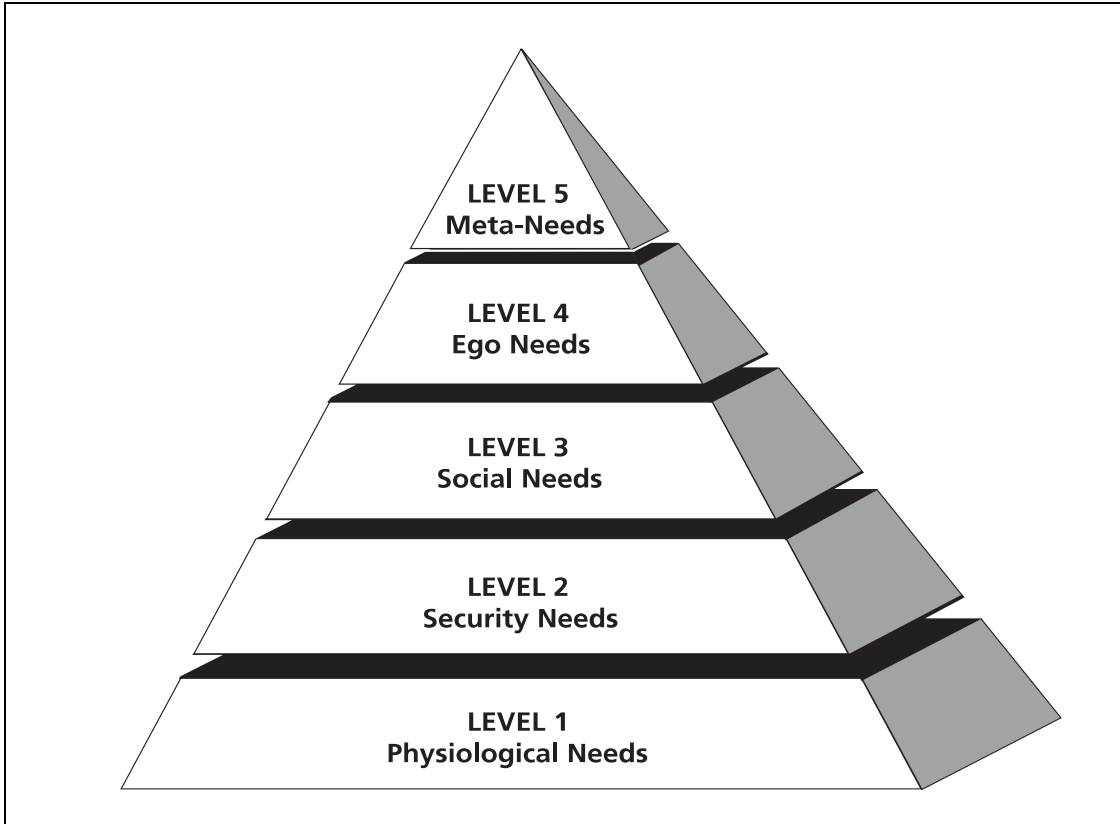 LEVEL 5
Meta-Needs
LEVEL 4
Ego Needs
LEVEL 3
Social Needs
LEVEL 2
Security Needs
LEVEL 1
Physiological Needs